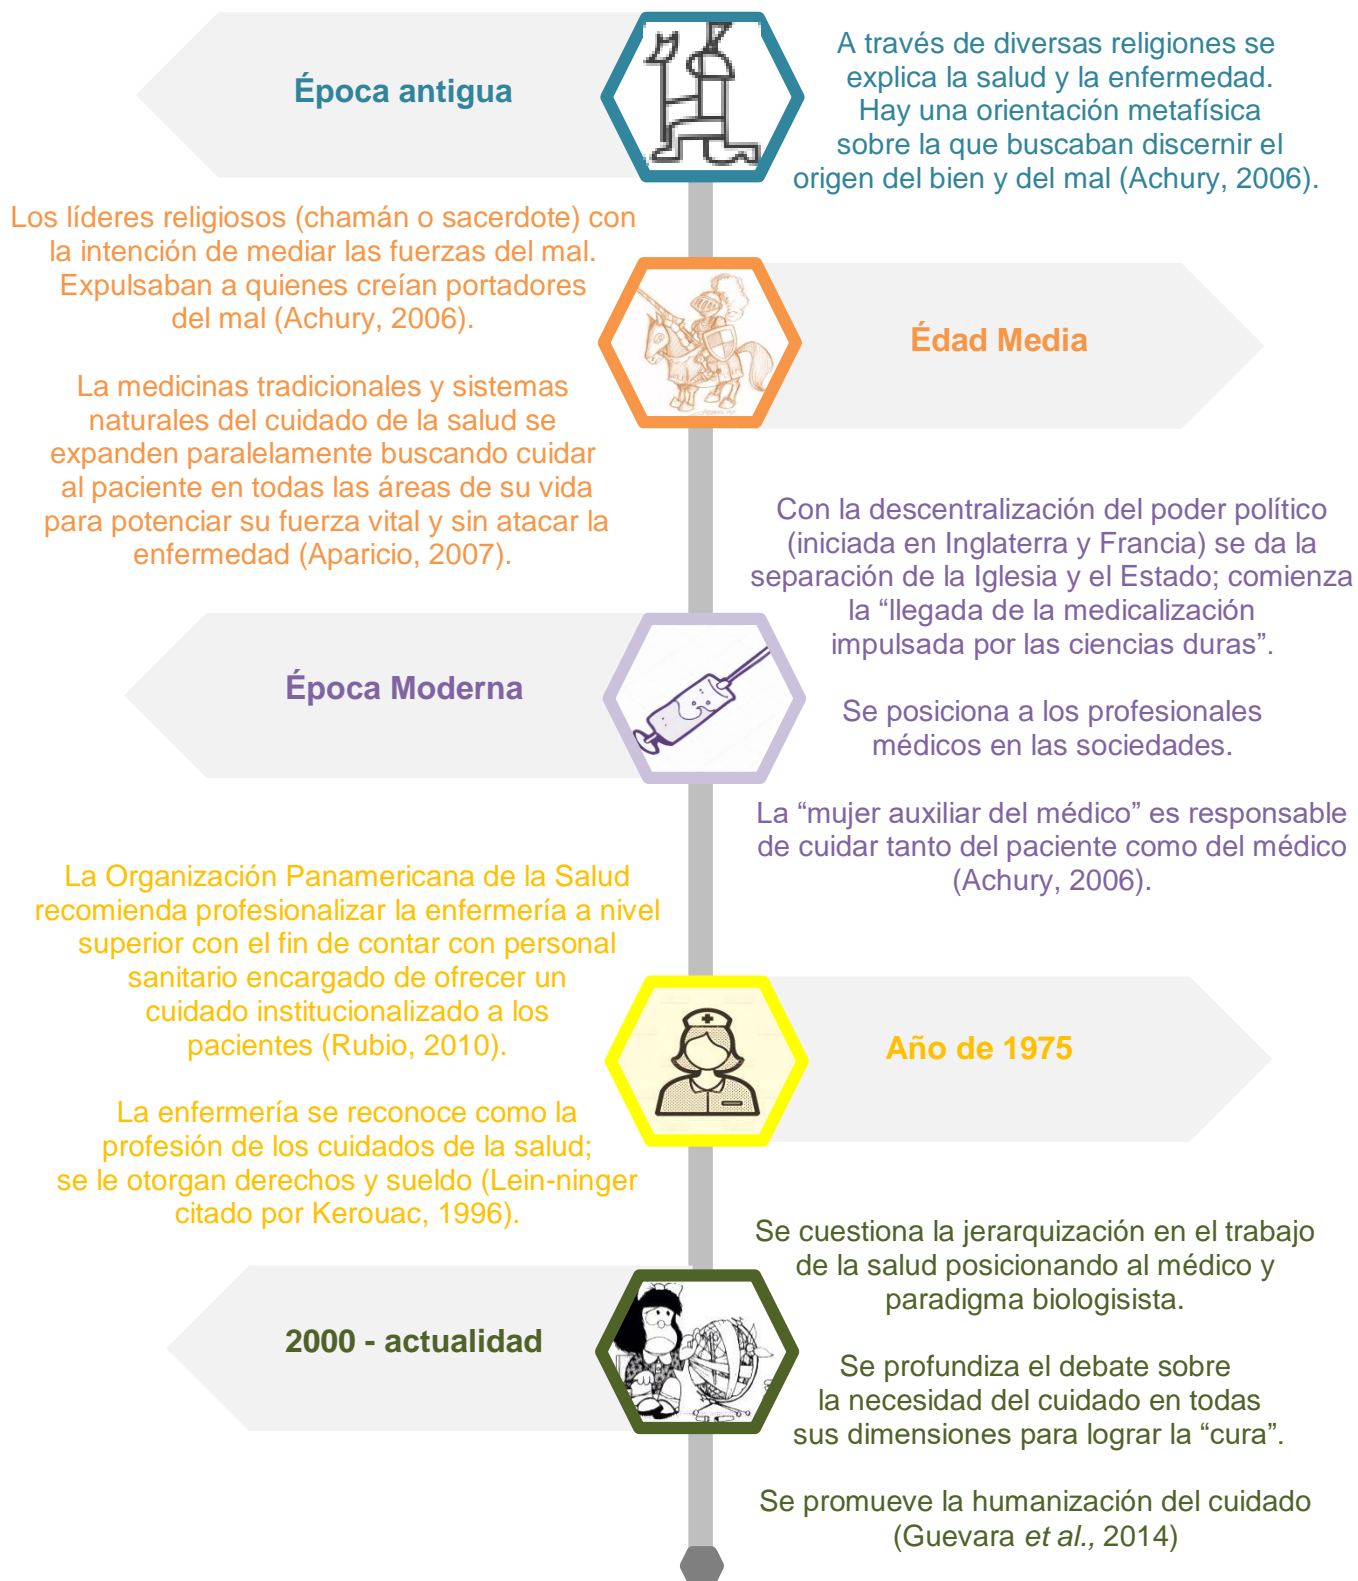 Época antigua
A través de diversas religiones se
explica la salud y la enfermedad.
Hay una orientación metafísica
sobre la que buscaban discernir el
origen del bien y del mal (Achury, 2006).
Los líderes religiosos (chamán o sacerdote) con
la intención de mediar las fuerzas del mal.
Expulsaban a quienes creían portadores
del mal (Achury, 2006).
La medicinas tradicionales y sistemas
naturales del cuidado de la salud se
expanden paralelamente buscando cuidar
al paciente en todas las áreas de su vida
para potenciar su fuerza vital y sin atacar la
enfermedad (Aparicio, 2007).
Édad Media
Con la descentralización del poder político
(iniciada en Inglaterra y Francia) se da la
separación de la Iglesia y el Estado; comienza
la “llegada de la medicalización
impulsada por las ciencias duras”.
Se posiciona a los profesionales
médicos en las sociedades.
La “mujer auxiliar del médico” es responsable
de cuidar tanto del paciente como del médico
(Achury, 2006).
Época Moderna
La Organización Panamericana de la Salud
recomienda profesionalizar la enfermería a nivel
superior con el fin de contar con personal
sanitario encargado de ofrecer un
cuidado institucionalizado a los
pacientes (Rubio, 2010).
La enfermería se reconoce como la
profesión de los cuidados de la salud;
se le otorgan derechos y sueldo (Lein-ninger
citado por Kerouac, 1996).
Año de 1975
Se cuestiona la jerarquización en el trabajo
de la salud posicionando al médico y
paradigma biologisista.
Se profundiza el debate sobre
la necesidad del cuidado en todas
sus dimensiones para lograr la “cura”.
Se promueve la humanización del cuidado
(Guevara et al., 2014)
2000 - actualidad